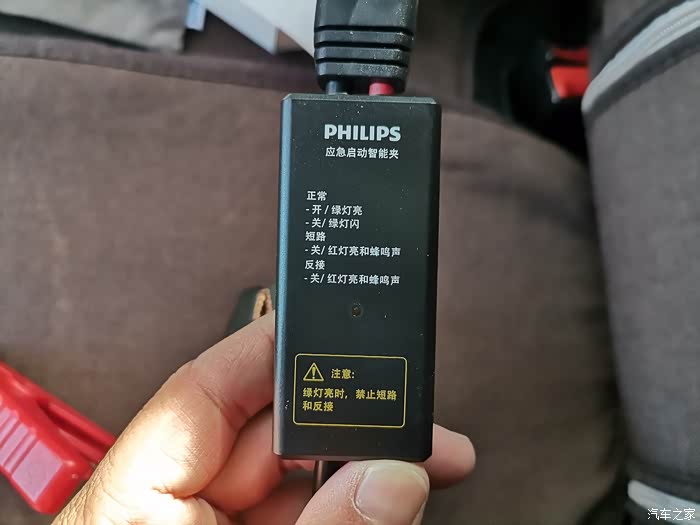 PHILIPS
应急启动智能夹
正常
- 开 / 绿灯亮
- 关/ 绿灯闪
短路
- 关/ 红灯亮和蜂鸣声
反接
- 关/ 红灯亮和蜂鸣声
注意:
绿灯亮时，禁止短路
和反接
汽车之家